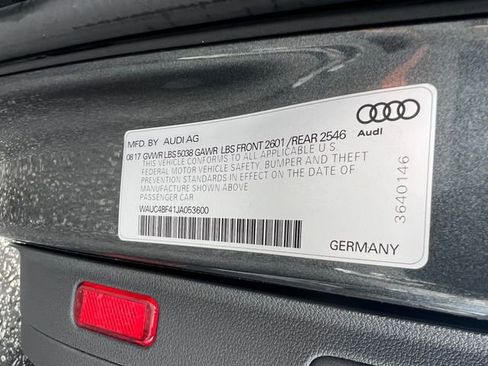 MFD. BY AUDI AG
0817 GVWR LBS 5038 GAWR LBS FRONT 2601/REAR 2546
THIS VEHICLE CONFORMS TO ALL APPLICABLE U S
FEDERAL MOTOR VEHICLE SAFETY, BUMPER AND THEFT
PREVENTION STANDARDS IN EFFECT ON THE DATE OF
MANUFACTURE SHOWN ABOVE
PASSENGER CAR
WAUC4BF41JA053600
Audi
3640146
GERMANY